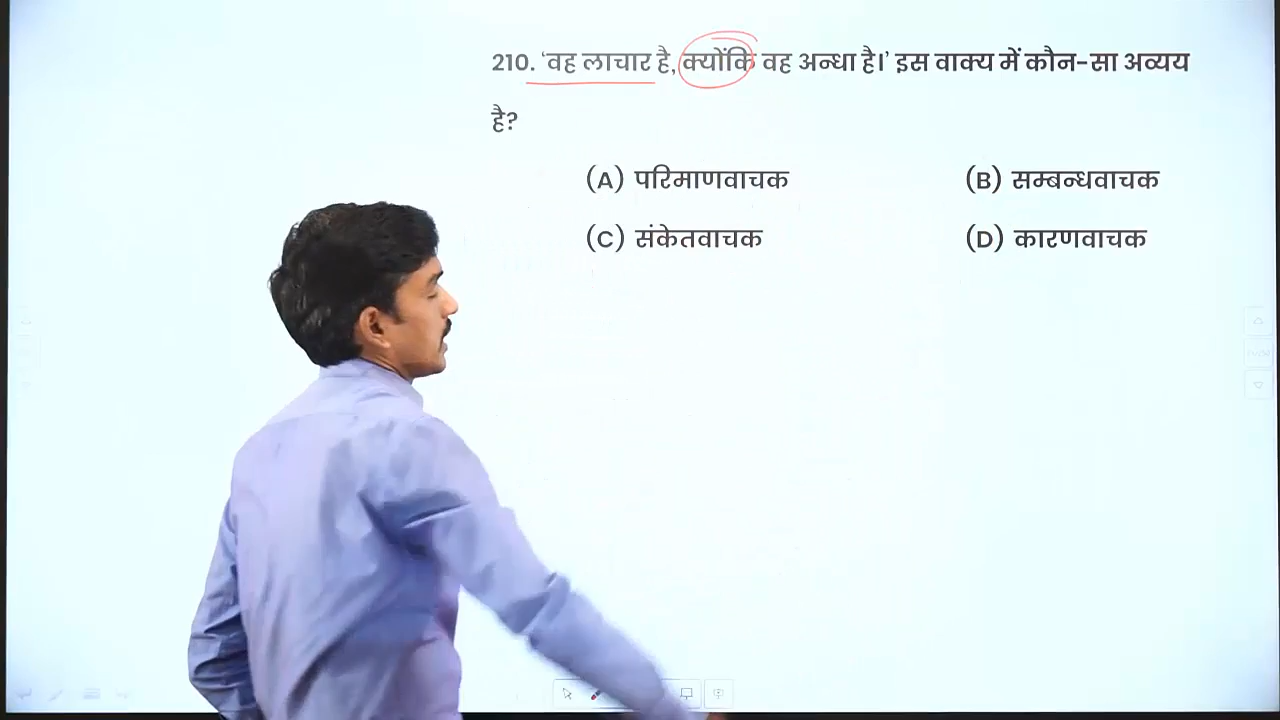 210. ‘वह लाचार है, क्योंकि वह अन्धा है।’ इस वाक्य में कौन-सा अव्यय
है?
(A) परिमाणवाचक (B) सम्बन्धवाचक
(C) संकेतवाचक (D) कारणवाचक